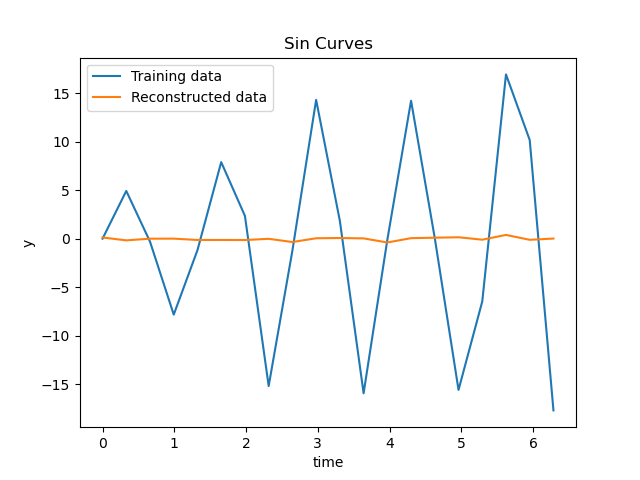 Sin Curves
Training data
Reconstructed data
15
10
5
0
−5
−10
−15
y
0 1 2 3 4 5 6
time